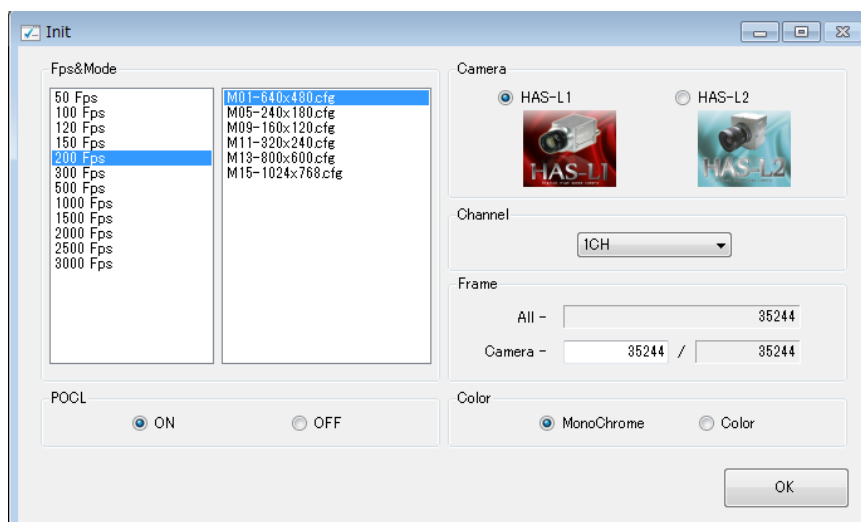 Init
Fps&Mode
50 Fps
100 Fps
120 Fps
150 Fps
200 Fps
300 Fps
500 Fps
1000 Fps
1500 Fps
2000 Fps
2500 Fps
3000 Fps
M01-640x480.cfg
M05-240x180.cfg
M09-160x120.cfg
M11-320x240.cfg
M13-800x600.cfg
M15-1024x768.cfg
POCL
ON
OFF
Camera
HAS-L1
HAS-L2
HAS-L1
HAS-L2
Channel
1CH
Frame
All - 35244
Camera - 35244 / 35244
Color
MonoChrome
Color
OK